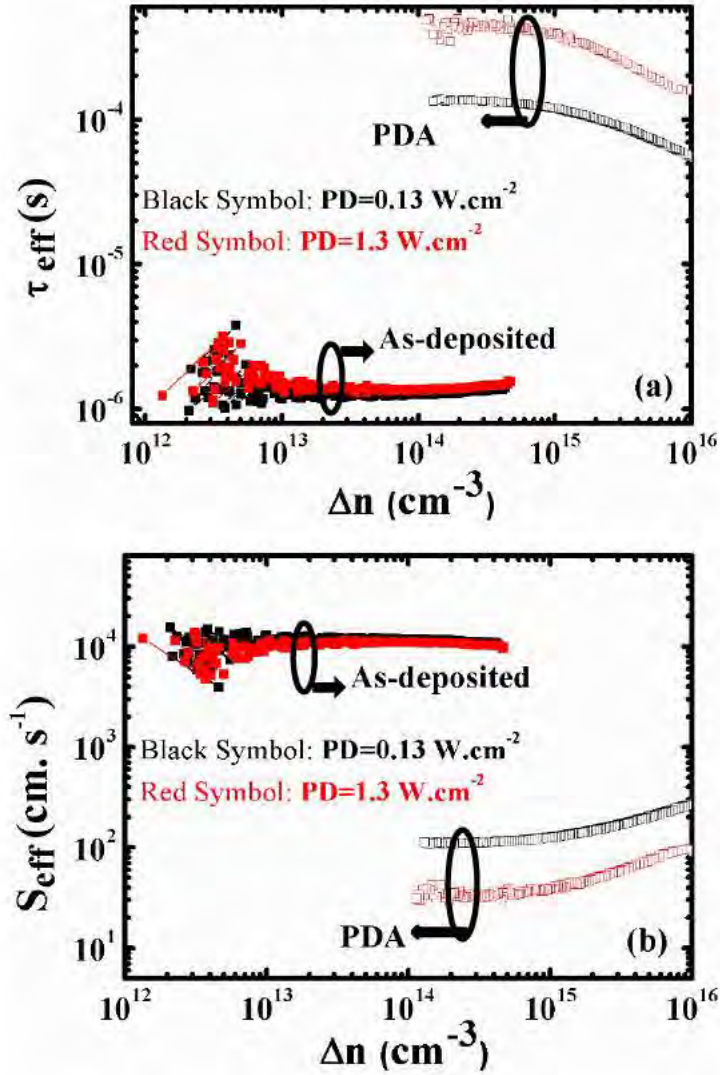 10⁻⁴
PDA
τ eff (s)
Black Symbol: PD=0.13 W.cm⁻²
Red Symbol: PD=1.3 W.cm⁻²
10⁻⁵
As-deposited
10⁻⁶
(a)
10¹² 10¹³ 10¹⁴ 10¹⁵ 10¹⁶
Δn (cm⁻³)
10⁴
As-deposited
S eff (cm. s⁻¹)
10³
Black Symbol: PD=0.13 W.cm⁻²
Red Symbol: PD=1.3 W.cm⁻²
10²
10¹
PDA
(b)
10¹² 10¹³ 10¹⁴ 10¹⁵ 10¹⁶
Δn (cm⁻³)